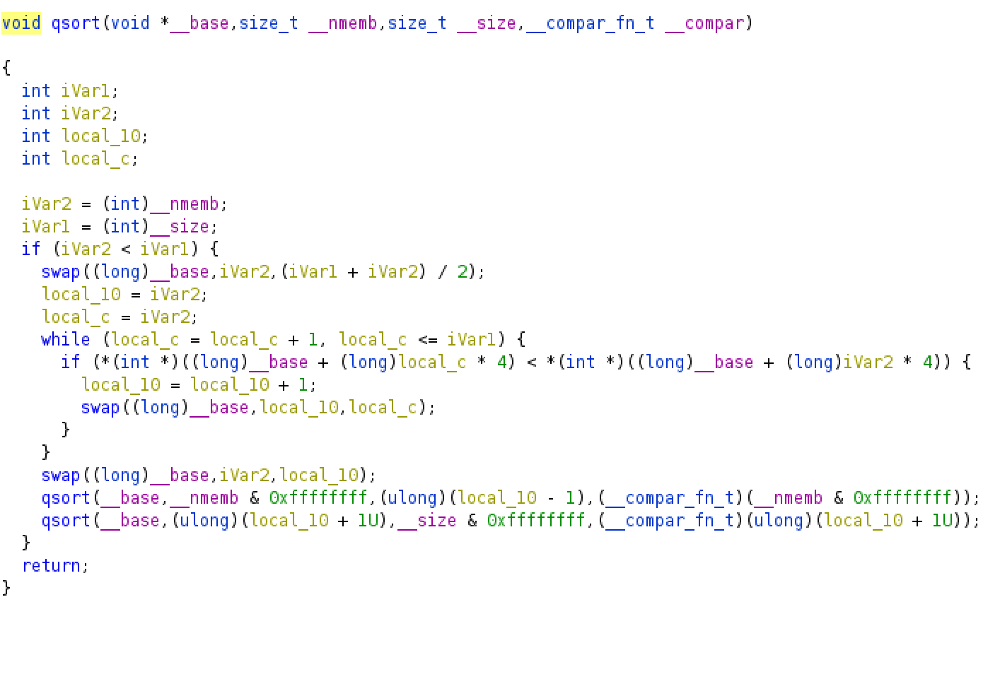 void qsort(void *__base,size_t __nmemb,size_t __size,__compar_fn_t __compar)
{
  int iVar1;
  int iVar2;
  int local_10;
  int local_c;
  iVar2 = (int)__nmemb;
  iVar1 = (int)__size;
  if (iVar2 < iVar1) {
    swap((long)__base,iVar2,(iVar1 + iVar2) / 2);
    local_10 = iVar2;
    local_c = iVar2;
    while (local_c = local_c + 1, local_c <= iVar1) {
      if (*(int *)((long)__base + (long)local_c * 4) < *(int *)((long)__base + (long)iVar2 * 4)) {
        local_10 = local_10 + 1;
        swap((long)__base,local_10,local_c);
      }
    }
    swap((long)__base,iVar2,local_10);
    qsort(__base,__nmemb & 0xffffffff,(ulong)(local_10 - 1),(__compar_fn_t)(__nmemb & 0xffffffff));
    qsort(__base,(ulong)(local_10 + 1U),__size & 0xffffffff,(__compar_fn_t)(ulong)(local_10 + 1U));
  }
  return;
}